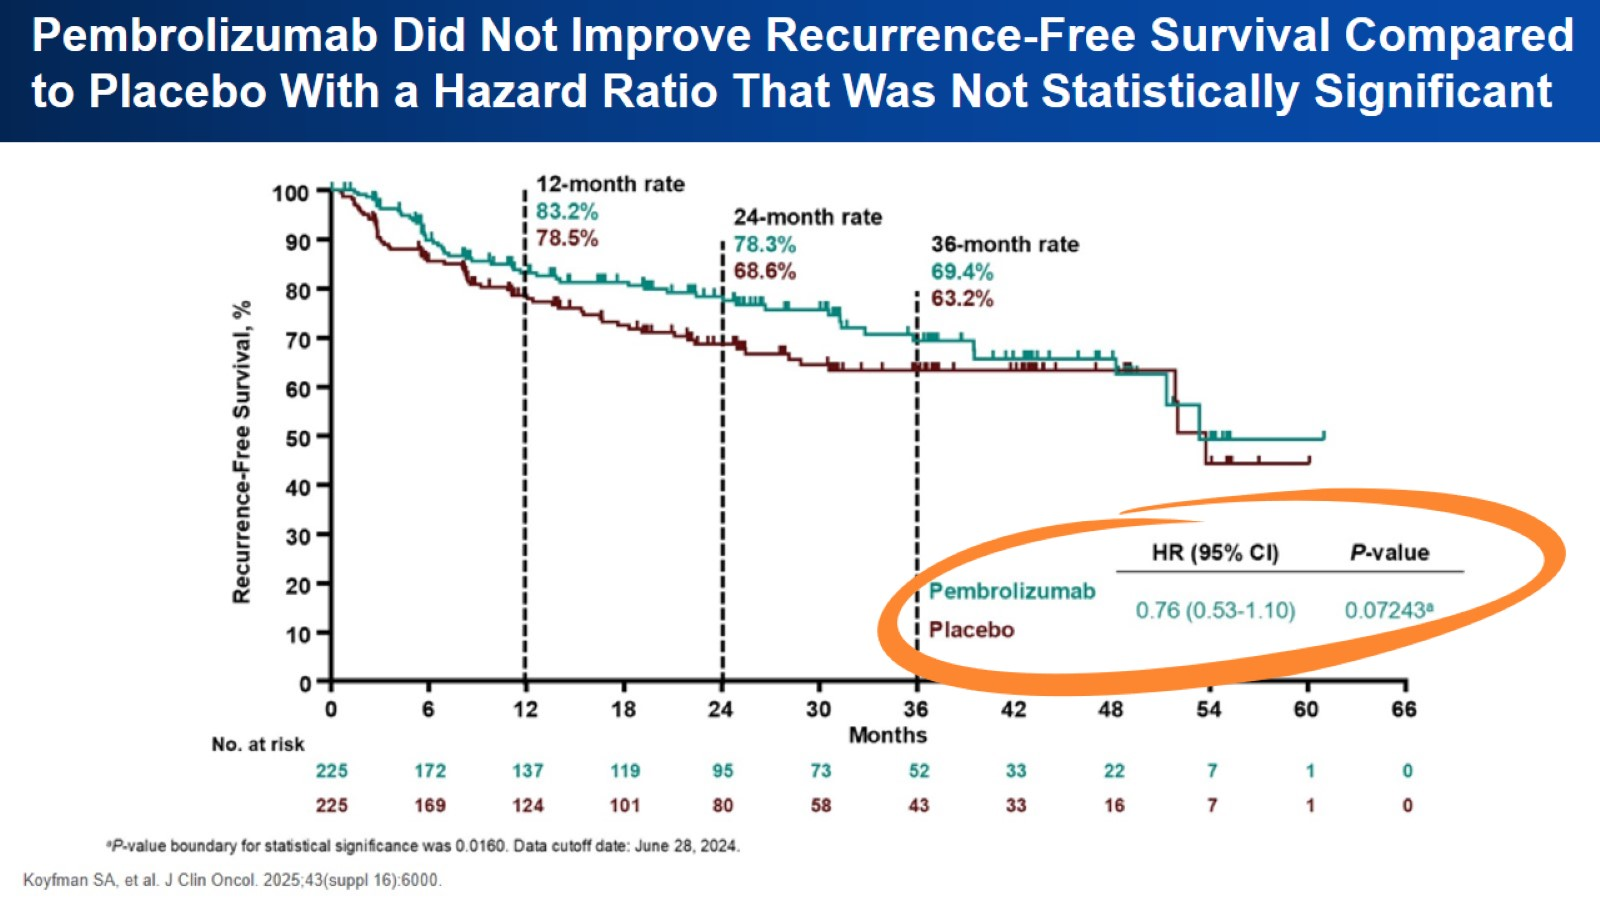 Pembrolizumab Did Not Improve Recurrence-Free Survival Compared
to Placebo With a Hazard Ratio That Was Not Statistically Significant
12-month rate
83.2%
78.5%
24-month rate
78.3%
68.6%
36-month rate
69.4%
63.2%
Recurrence-Free Survival, %
100
90
80
70
60
50
40
30
20
10
0
HR (95% CI) P-value
Pembrolizumab
0.76 (0.53-1.10) 0.07243ª
Placebo
0 6 12 18 24 30 36 42 48 54 60 66
Months
No. at risk
225 172 137 119 95 73 52 33 22 7 1 0
225 169 124 101 80 58 43 33 16 7 1 0
ªP-value boundary for statistical significance was 0.0160. Data cutoff date: June 28, 2024.
Koyfman SA, et al. J Clin Oncol. 2025;43(suppl 16):6000.